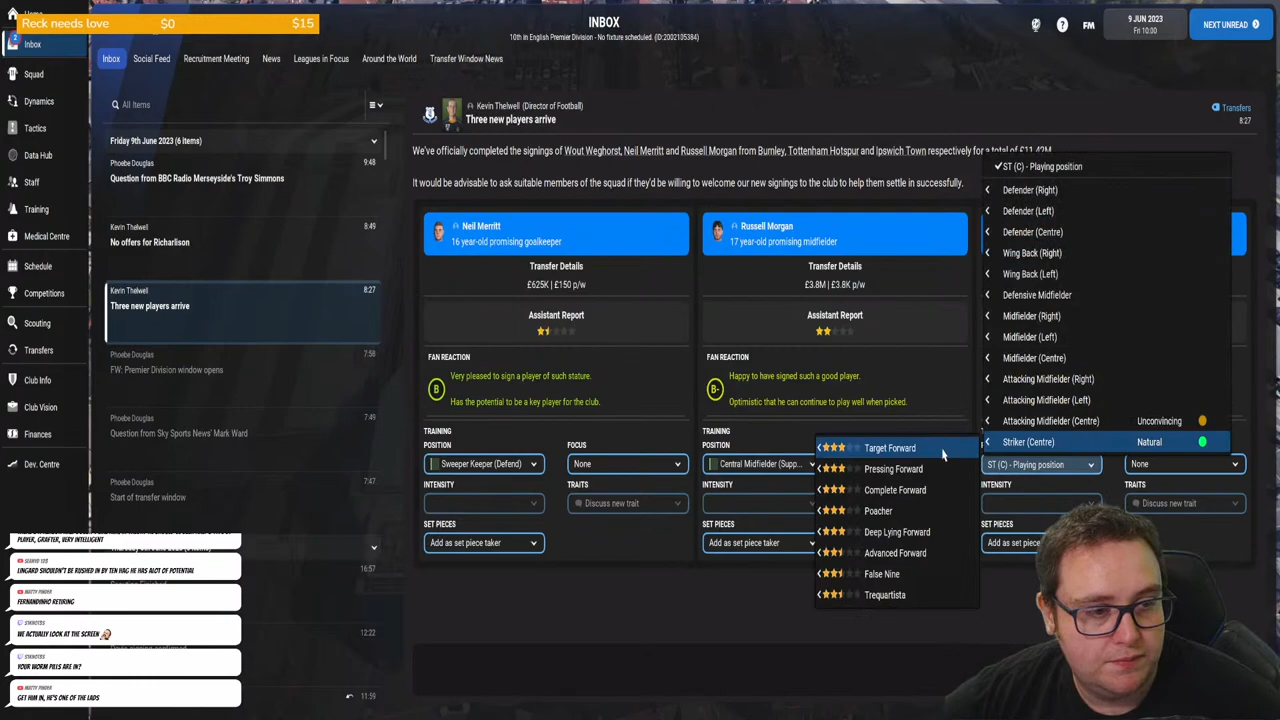 Home
Reck needs love $0 $15
2
Inbox
Squad
Dynamics
Tactics
Data Hub
Staff
Training
Medical Centre
Schedule
Competitions
Scouting
Transfers
Club Info
Club Vision
Finances
Dev. Centre
INBOX
10th in English Premier Division - No fixture scheduled. (ID:2002105384)
FM
9 JUN 2023
Fri 10:00
NEXT UNREAD
Inbox Social Feed Recruitment Meeting News Leagues in Focus Around the World Transfer Window News
All Items
Friday 9th June 2023 (6 items)
Phoebe Douglas 9:48
Question from BBC Radio Merseyside's Troy Simmons
Kevin Thelwell 8:49
No offers for Richarlison
Kevin Thelwell 8:27
Three new players arrive
Phoebe Douglas 7:58
FW: Premier Division window opens
Phoebe Douglas 7:49
Question from Sky Sports News' Mark Ward
Phoebe Douglas 7:47
Start of transfer window
16:57
12:22
11:59
PLAYER, GRAFTER, VERY INTELLIGENT
LINGARD SHOULDN'T BE RUSHED IN BY TEN HAG HE HAS ALOT OF POTENTIAL
MATTY PINDER
FERNANDINHO RETIRING
WE ACTUALLY LOOK AT THE SCREEN
YOUR WORM PILLS ARE IN?
MATTY PINDER
GET HIM IN, HE'S ONE OF THE LADS
Kevin Thelwell (Director of Football)
Three new players arrive
Transfers
8:27
We've officially completed the signings of Wout Weghorst, Neil Merritt and Russell Morgan from Burnley, Tottenham Hotspur and Ipswich Town respectively for a total of £11.42M.
It would be advisable to ask suitable members of the squad if they'd be willing to welcome our new signings to the club to help them settle in successfully.
Neil Merritt
16 year-old promising goalkeeper
Transfer Details
£625K | £150 p/w
Assistant Report
FAN REACTION
B
Very pleased to sign a player of such stature.
Has the potential to be a key player for the club.
TRAINING
POSITION FOCUS
Sweeper Keeper (Defend) None
INTENSITY TRAITS
Discuss new trait
SET PIECES
Add as set piece taker
Russell Morgan
17 year-old promising midfielder
Transfer Details
£3.8M | £3.8K p/w
Assistant Report
FAN REACTION
B-
Happy to have signed such a good player.
Optimistic that he can continue to play well when picked.
TRAINING
POSITION
Central Midfielder (Supp...
INTENSITY
SET PIECES
Add as set piece taker
Target Forward
Pressing Forward
Complete Forward
Poacher
Deep Lying Forward
Advanced Forward
False Nine
Trequartista
ST (C) - Playing position
Defender (Right)
Defender (Left)
Defender (Centre)
Wing Back (Right)
Wing Back (Left)
Defensive Midfielder
Midfielder (Right)
Midfielder (Left)
Midfielder (Centre)
Attacking Midfielder (Right)
Attacking Midfielder (Left)
Attacking Midfielder (Centre) Unconvincing
Striker (Centre) Natural
ST (C) - Playing position None
INTENSITY TRAITS
Discuss new trait
SET PIECES
Add as set